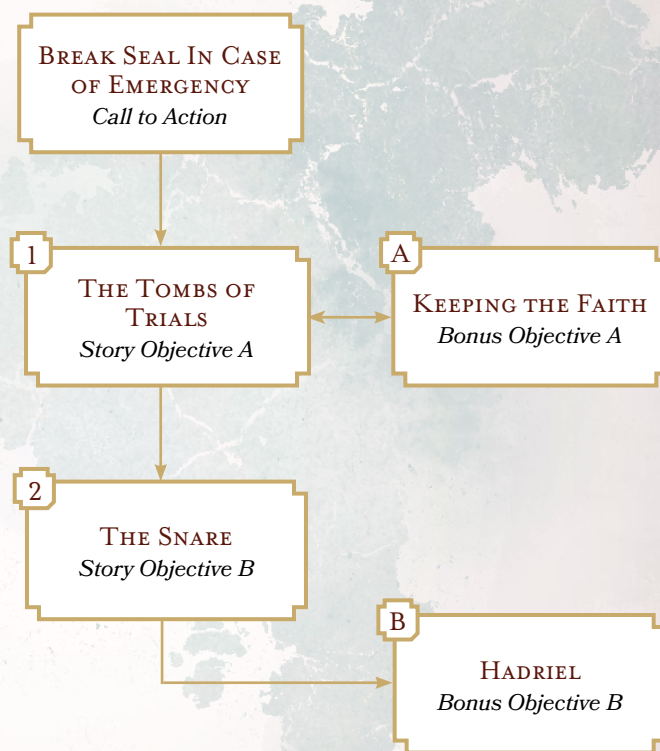 Break Seal In Case
of Emergency
Call to Action
1
The Tombs of
Trials
Story Objective A
A
Keeping the Faith
Bonus Objective A
2
The Snare
Story Objective B
B
Hadriel
Bonus Objective B